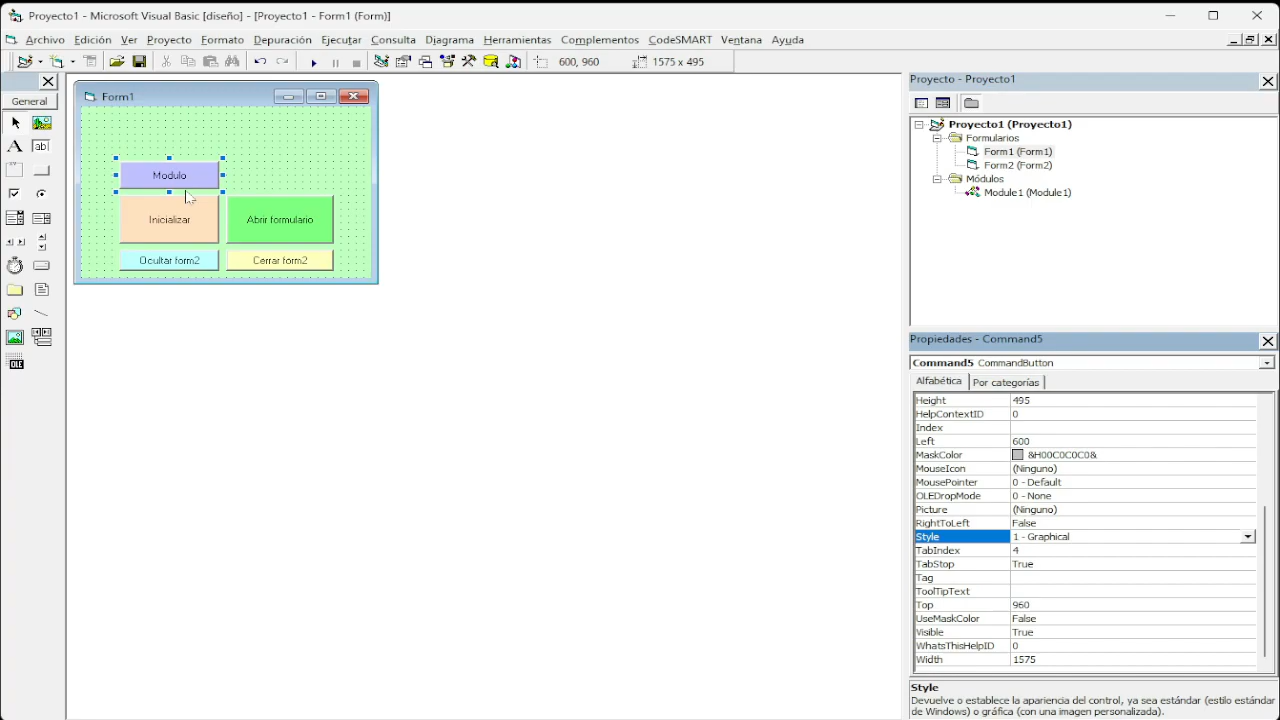 Proyecto1 - Microsoft Visual Basic [diseño] - [Proyecto1 - Form1 (Form)]
Archivo Edición Ver Proyecto Formato Depuración Ejecutar Consulta Diagrama Herramientas Complementos CodeSMART Ventana Ayuda
600, 960 1575 x 495
General
ab|
OLE
Form1
Modulo
Inicializar
Abrir formulario
Ocultar form2
Cerrar form2
Proyecto - Proyecto1
Proyecto1 (Proyecto1)
Formularios
Form1 (Form1)
Form2 (Form2)
Módulos
Module1 (Module1)
Propiedades - Command5
Command5 CommandButton
Alfabética Por categorías
Height 495
HelpContextID 0
Index
Left 600
MaskColor &H00C0C0C0&
MouseIcon (Ninguno)
MousePointer 0 - Default
OLEDropMode 0 - None
Picture (Ninguno)
RightToLeft False
Style 1 - Graphical
TabIndex 4
TabStop True
Tag
ToolTipText
Top 960
UseMaskColor False
Visible True
WhatsThisHelpID 0
Width 1575
Style
Devuelve o establece la apariencia del control, ya sea estándar (estilo estándar
de Windows) o gráfica (con una imagen personalizada).